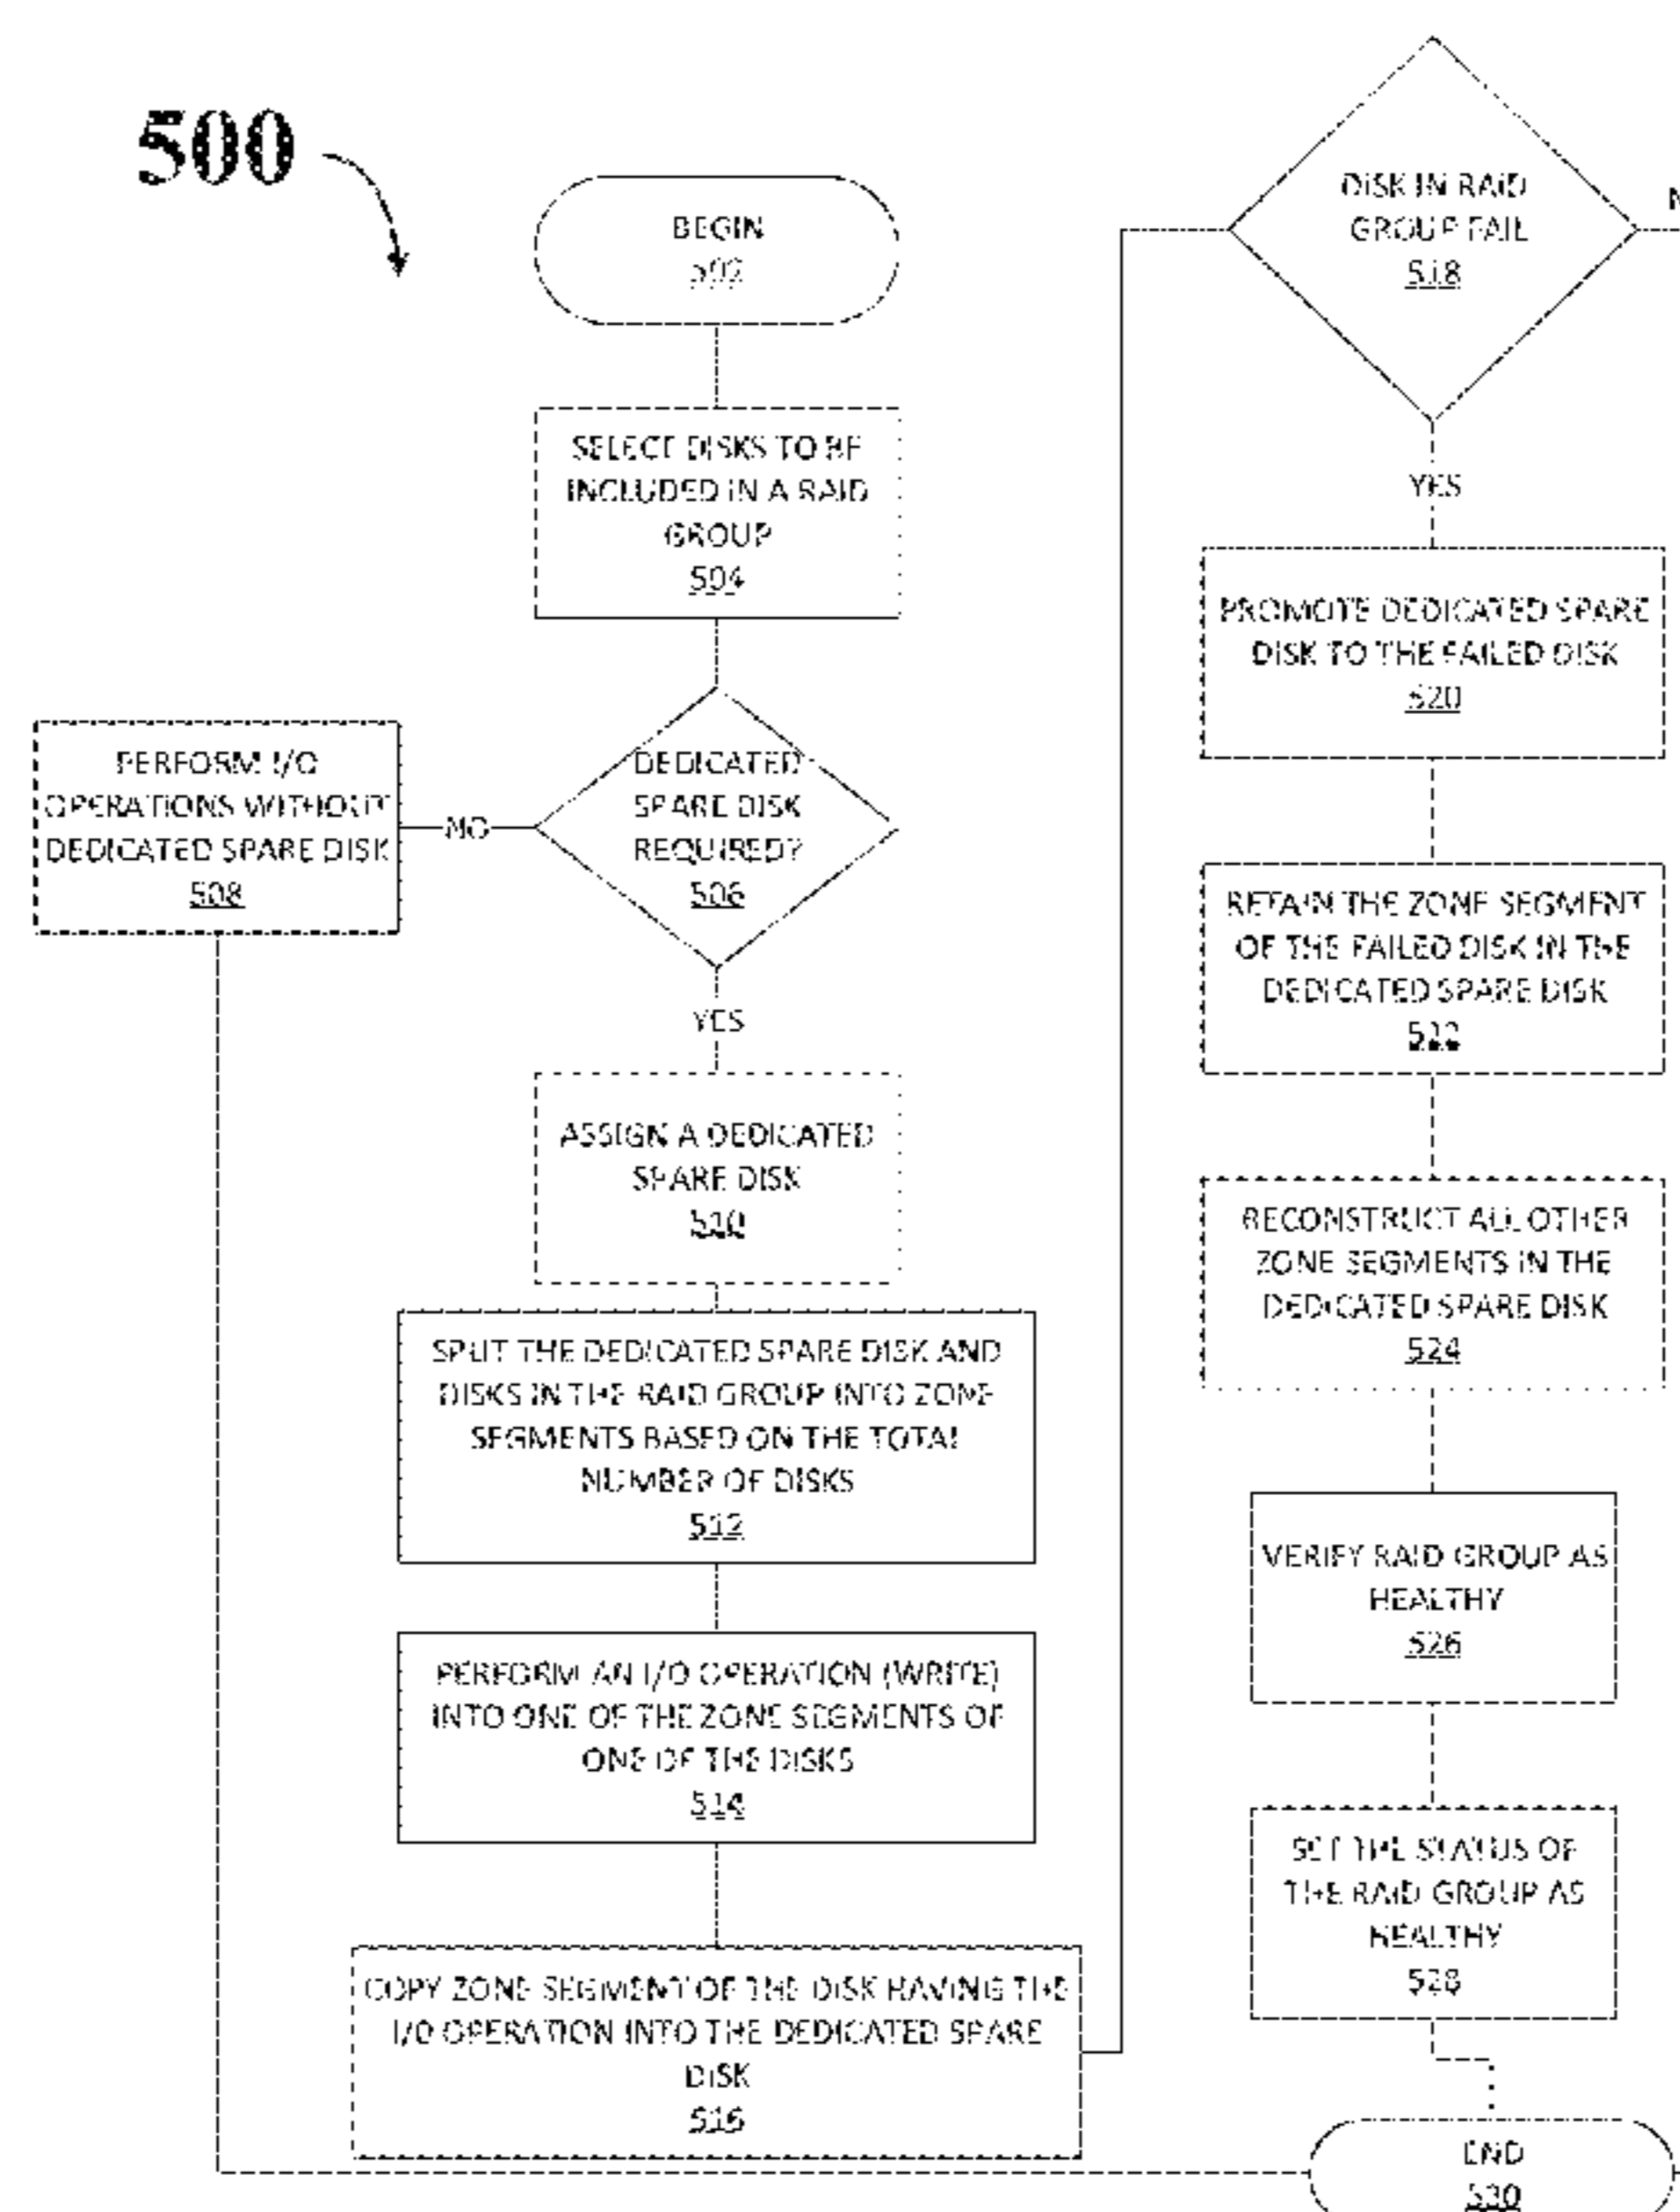 500
BEGIN
502
SELECT DISKS TO BE
INCLUDED IN A RAID
GROUP
504
DEDICATED
SPARE DISK
REQUIRED?
506
NO
PERFORM I/O
OPERATIONS WITHOUT
DEDICATED SPARE DISK
508
YES
ASSIGN A DEDICATED
SPARE DISK
510
SPLIT THE DEDICATED SPARE DISK AND
DISKS IN THE RAID GROUP INTO ZONE
SEGMENTS BASED ON THE TOTAL
NUMBER OF DISKS
512
PERFORM AN I/O OPERATION (WRITE)
INTO ONE OF THE ZONE SEGMENTS OF
ONE OF THE DISKS
514
COPY ZONE SEGMENT OF THE DISK HAVING THE
I/O OPERATION INTO THE DEDICATED SPARE
DISK
516
DISK IN RAID
GROUP FAIL
518
YES
PROMOTE DEDICATED SPARE
DISK TO THE FAILED DISK
520
RETAIN THE ZONE SEGMENT
OF THE FAILED DISK IN THE
DEDICATED SPARE DISK
522
RECONSTRUCT ALL OTHER
ZONE SEGMENTS IN THE
DEDICATED SPARE DISK
524
VERIFY RAID GROUP AS
HEALTHY
526
SET THE STATUS OF
THE RAID GROUP AS
HEALTHY
528
END
530